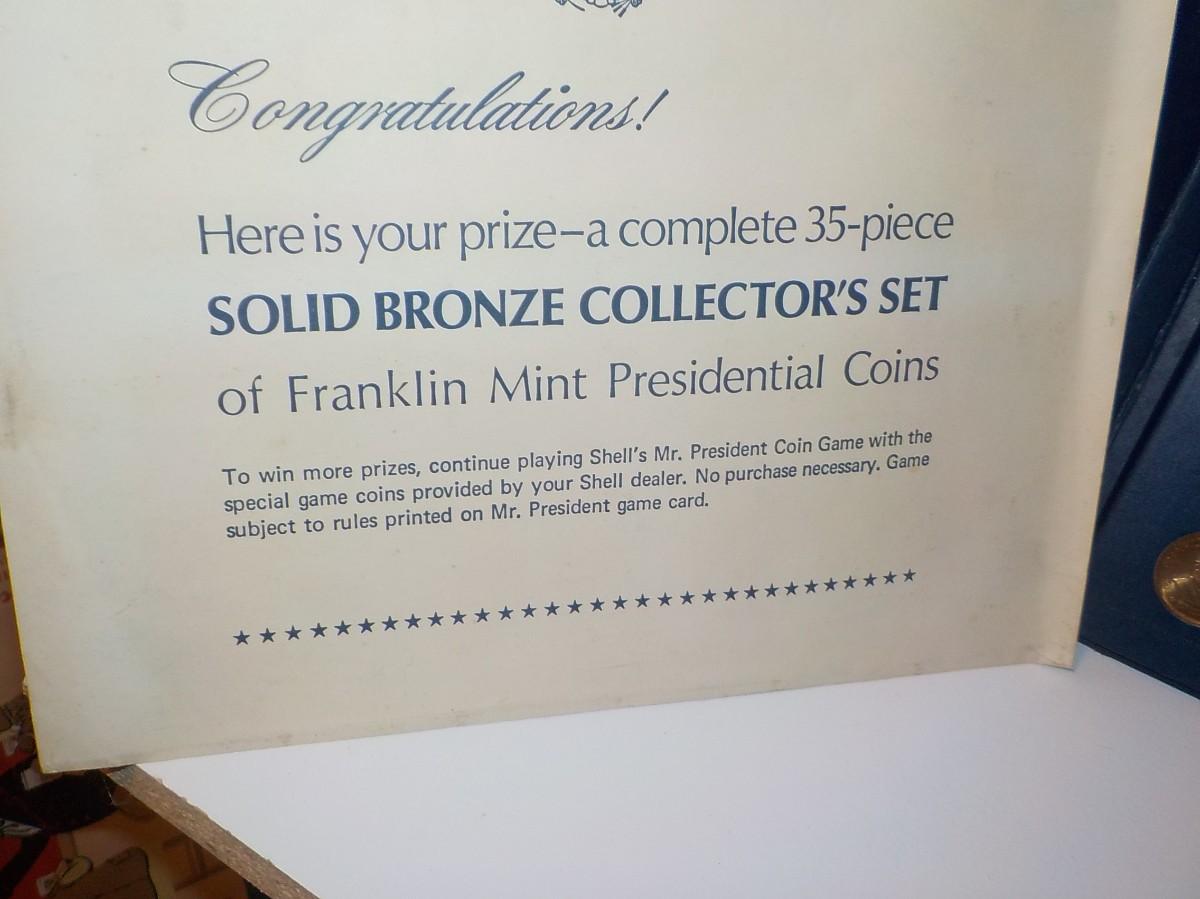 Congratulations!
Here is your prize–a complete 35-piece
SOLID BRONZE COLLECTOR'S SET
of Franklin Mint Presidential Coins
To win more prizes, continue playing Shell's Mr. President Coin Game with the
special game coins provided by your Shell dealer. No purchase necessary. Game
subject to rules printed on Mr. President game card.